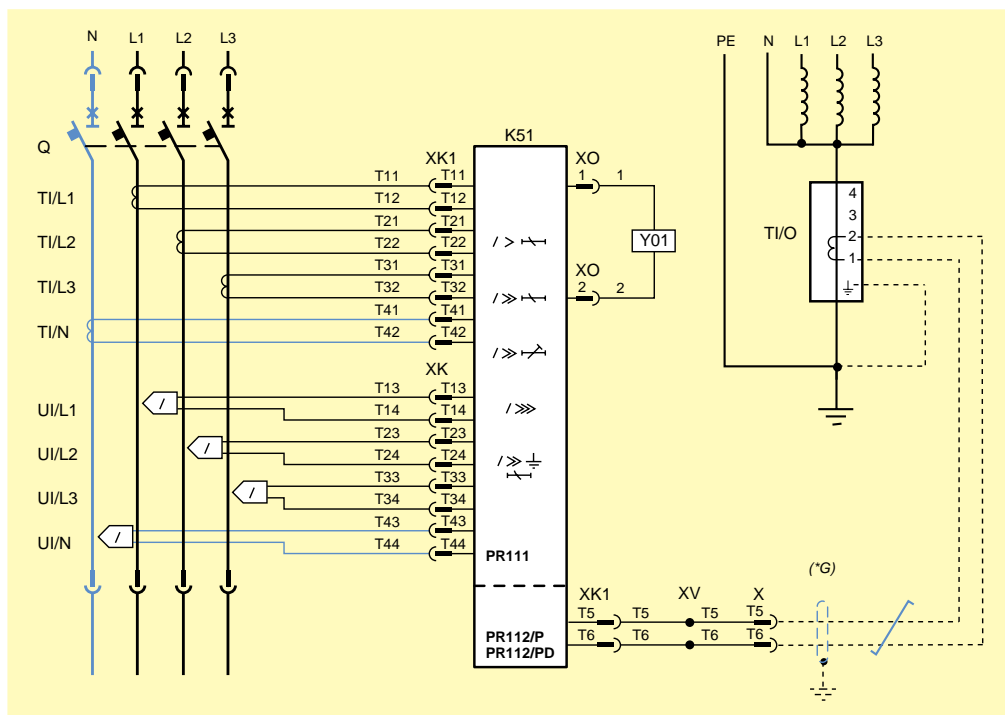 N L1 L2 L3
PE N L1 L2 L3
Q
K51
XK1
XO
TI/L1
T11 T11
1 1
T12 T12
4
3
TI/L2
T21 T21
Y01
TI/O
2
T22 T22
/ >
1
TI/L3
T31 T31
XO
T32 T32
/ >>
2 2
TI/N
T41 T41
T42 T42
/ >>
XK
UI/L1
T13 T13
/
T14 T14
/ >>>
UI/L2
T23 T23
/
T24 T24
/ >>
UI/L3
T33 T33
/
T34 T34
UI/N
T43 T43
/
T44 T44
PR111
(*G)
XK1 XV X
T5 T5 T5 T5
PR112/P
T6 T6 T6 T6
PR112/PD